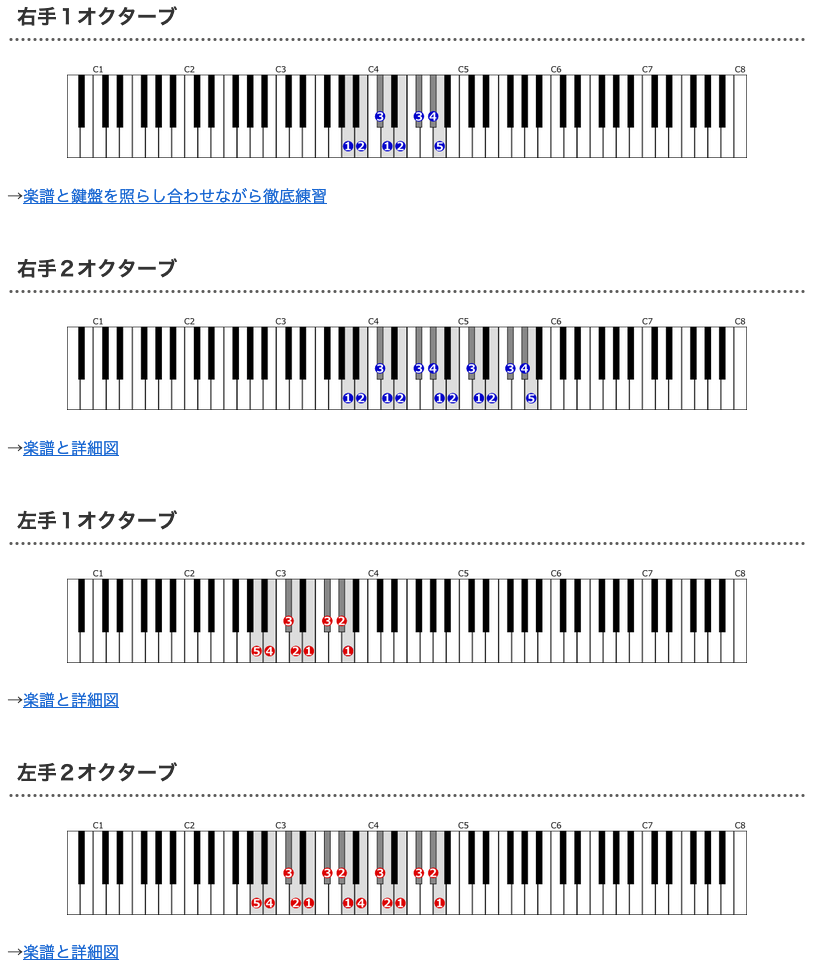 右手１オクターブ
C1 C2 C3 C4 C5 C6 C7 C8
3 3 4
1 2 1 2 5
→楽譜と鍵盤を照らし合わせながら徹底練習
右手２オクターブ
C1 C2 C3 C4 C5 C6 C7 C8
3 3 4 3 3 4
1 2 1 2 1 2 1 2 5
→楽譜と詳細図
左手１オクターブ
C1 C2 C3 C4 C5 C6 C7 C8
3 3 2
5 4 2 1 1
→楽譜と詳細図
左手２オクターブ
C1 C2 C3 C4 C5 C6 C7 C8
3 3 2 3 3 2
5 4 2 1 1 4 2 1 1
→楽譜と詳細図